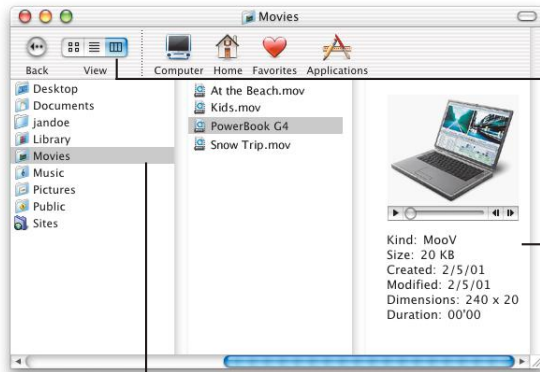 Movies
Back View Computer Home Favorites Applications
Desktop
Documents
jandoe
Library
Movies
Music
Pictures
Public
Sites
At the Beach.mov
Kids.mov
PowerBook G4
Snow Trip.mov
Kind: MooV
Size: 20 KB
Created: 2/5/01
Modified: 2/5/01
Dimensions: 240 x 20
Duration: 00'00